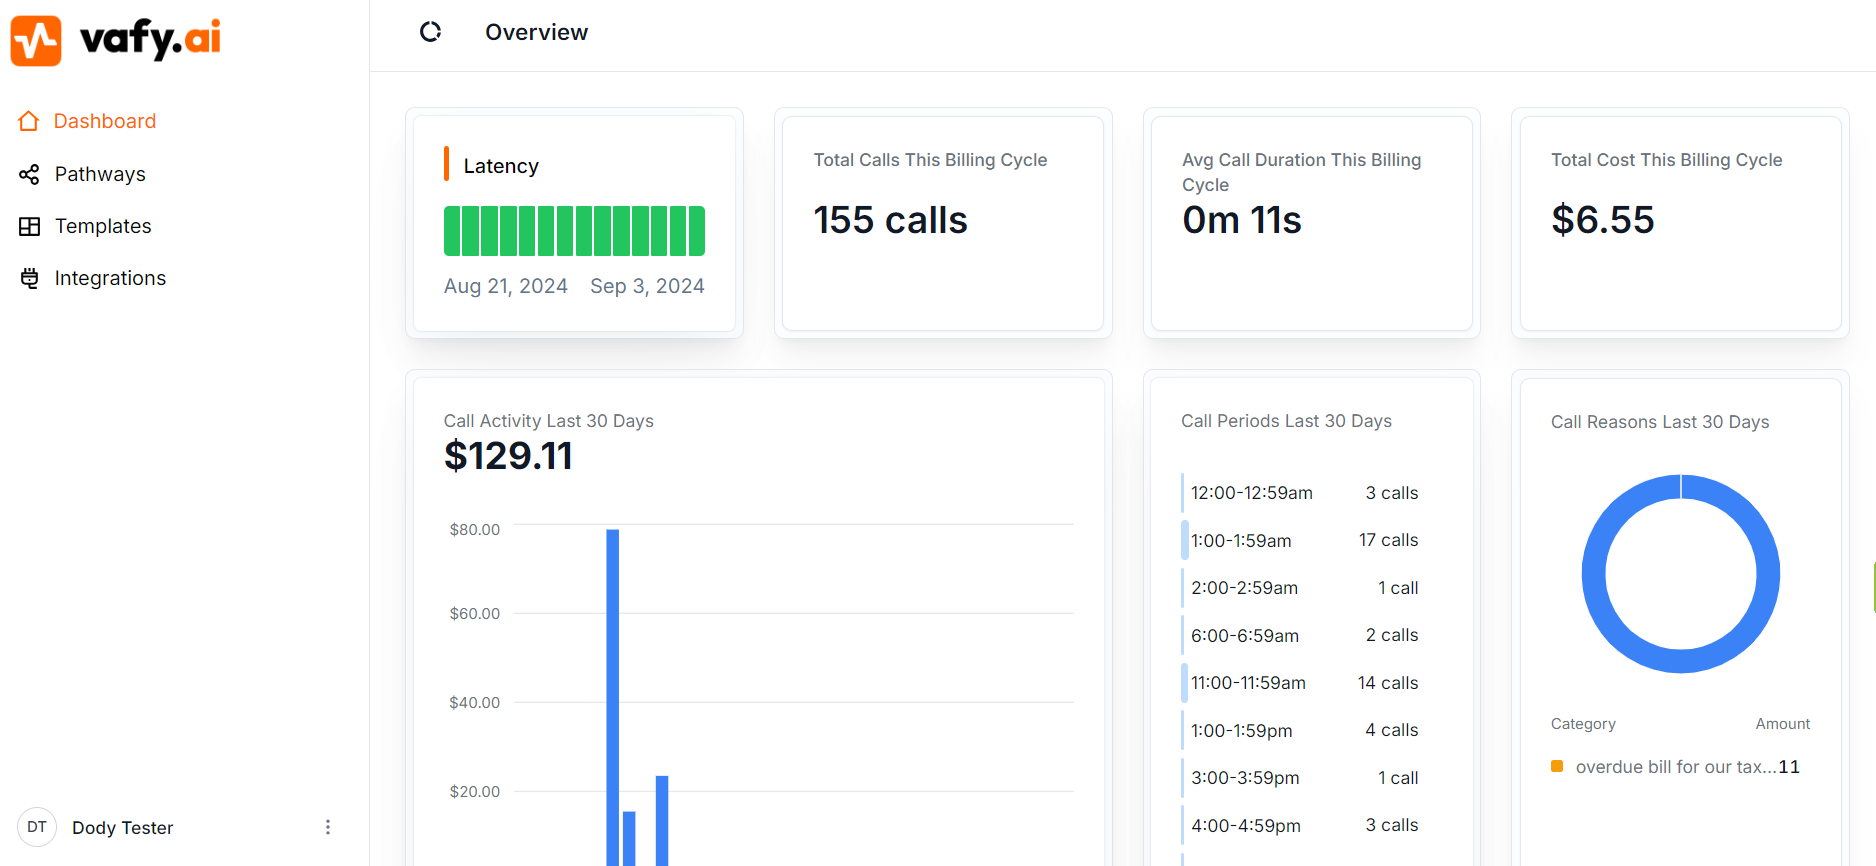 vafy.ai
Overview
Dashboard
Pathways
Templates
Integrations
DT
Dody Tester
Latency
Aug 21, 2024
Sep 3, 2024
Total Calls This Billing Cycle
155 calls
Avg Call Duration This Billing
Cycle
0m 11s
Total Cost This Billing Cycle
$6.55
Call Activity Last 30 Days
$129.11
$80.00
$60.00
$40.00
$20.00
Call Periods Last 30 Days
12:00-12:59am 3 calls
1:00-1:59am 17 calls
2:00-2:59am 1 call
6:00-6:59am 2 calls
11:00-11:59am 14 calls
1:00-1:59pm 4 calls
3:00-3:59pm 1 call
4:00-4:59pm 3 calls
Call Reasons Last 30 Days
Category Amount
overdue bill for our tax...11